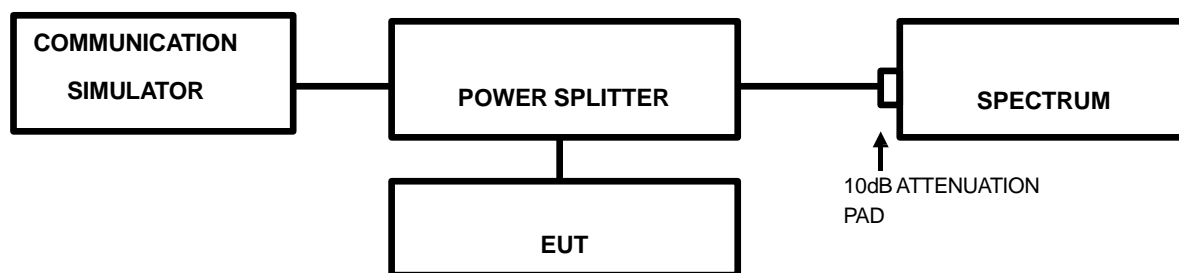 COMMUNICATION
SIMULATOR
POWER SPLITTER
SPECTRUM
10dB ATTENUATION
PAD
EUT